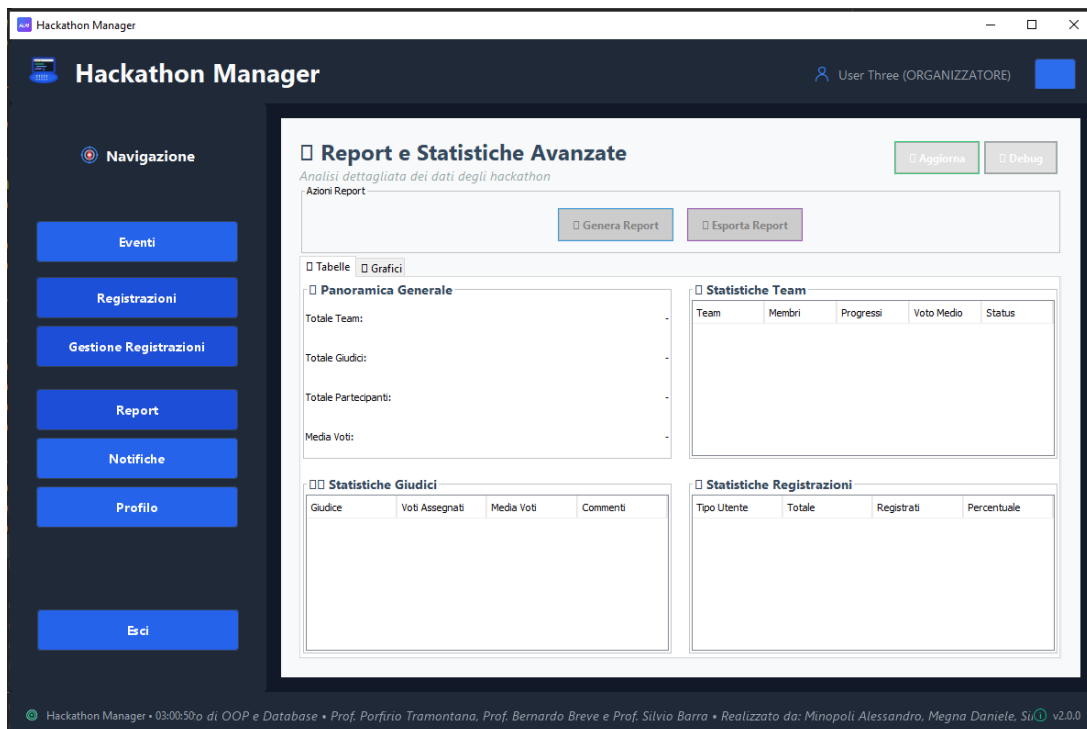 Hackathon Manager
Hackathon Manager
User Three (ORGANIZZATORE)
Navigazione
Eventi
Registrazioni
Gestione Registrazioni
Report
Notifiche
Profilo
Esci
Report e Statistiche Avanzate
Analisi dettagliata dei dati degli hackathon
Aggiorna
Debug
Azioni Report
Genera Report
Esporta Report
Tabelle
Grafici
Panoramica Generale
Totale Team: -
Totale Giudici: -
Totale Partecipanti: -
Media Voti: -
Statistiche Team
Team Membri Progressi Voto Medio Status
Statistiche Giudici
Giudice Voti Assegnati Media Voti Commenti
Statistiche Registrazioni
Tipo Utente Totale Registrati Percentuale
Hackathon Manager • 03:00:50 o di OOP e Database • Prof. Porfirio Tramontana, Prof. Bernardo Breve e Prof. Silvio Barra • Realizzato da: Minopoli Alessandro, Megna Daniele, v2.0.0